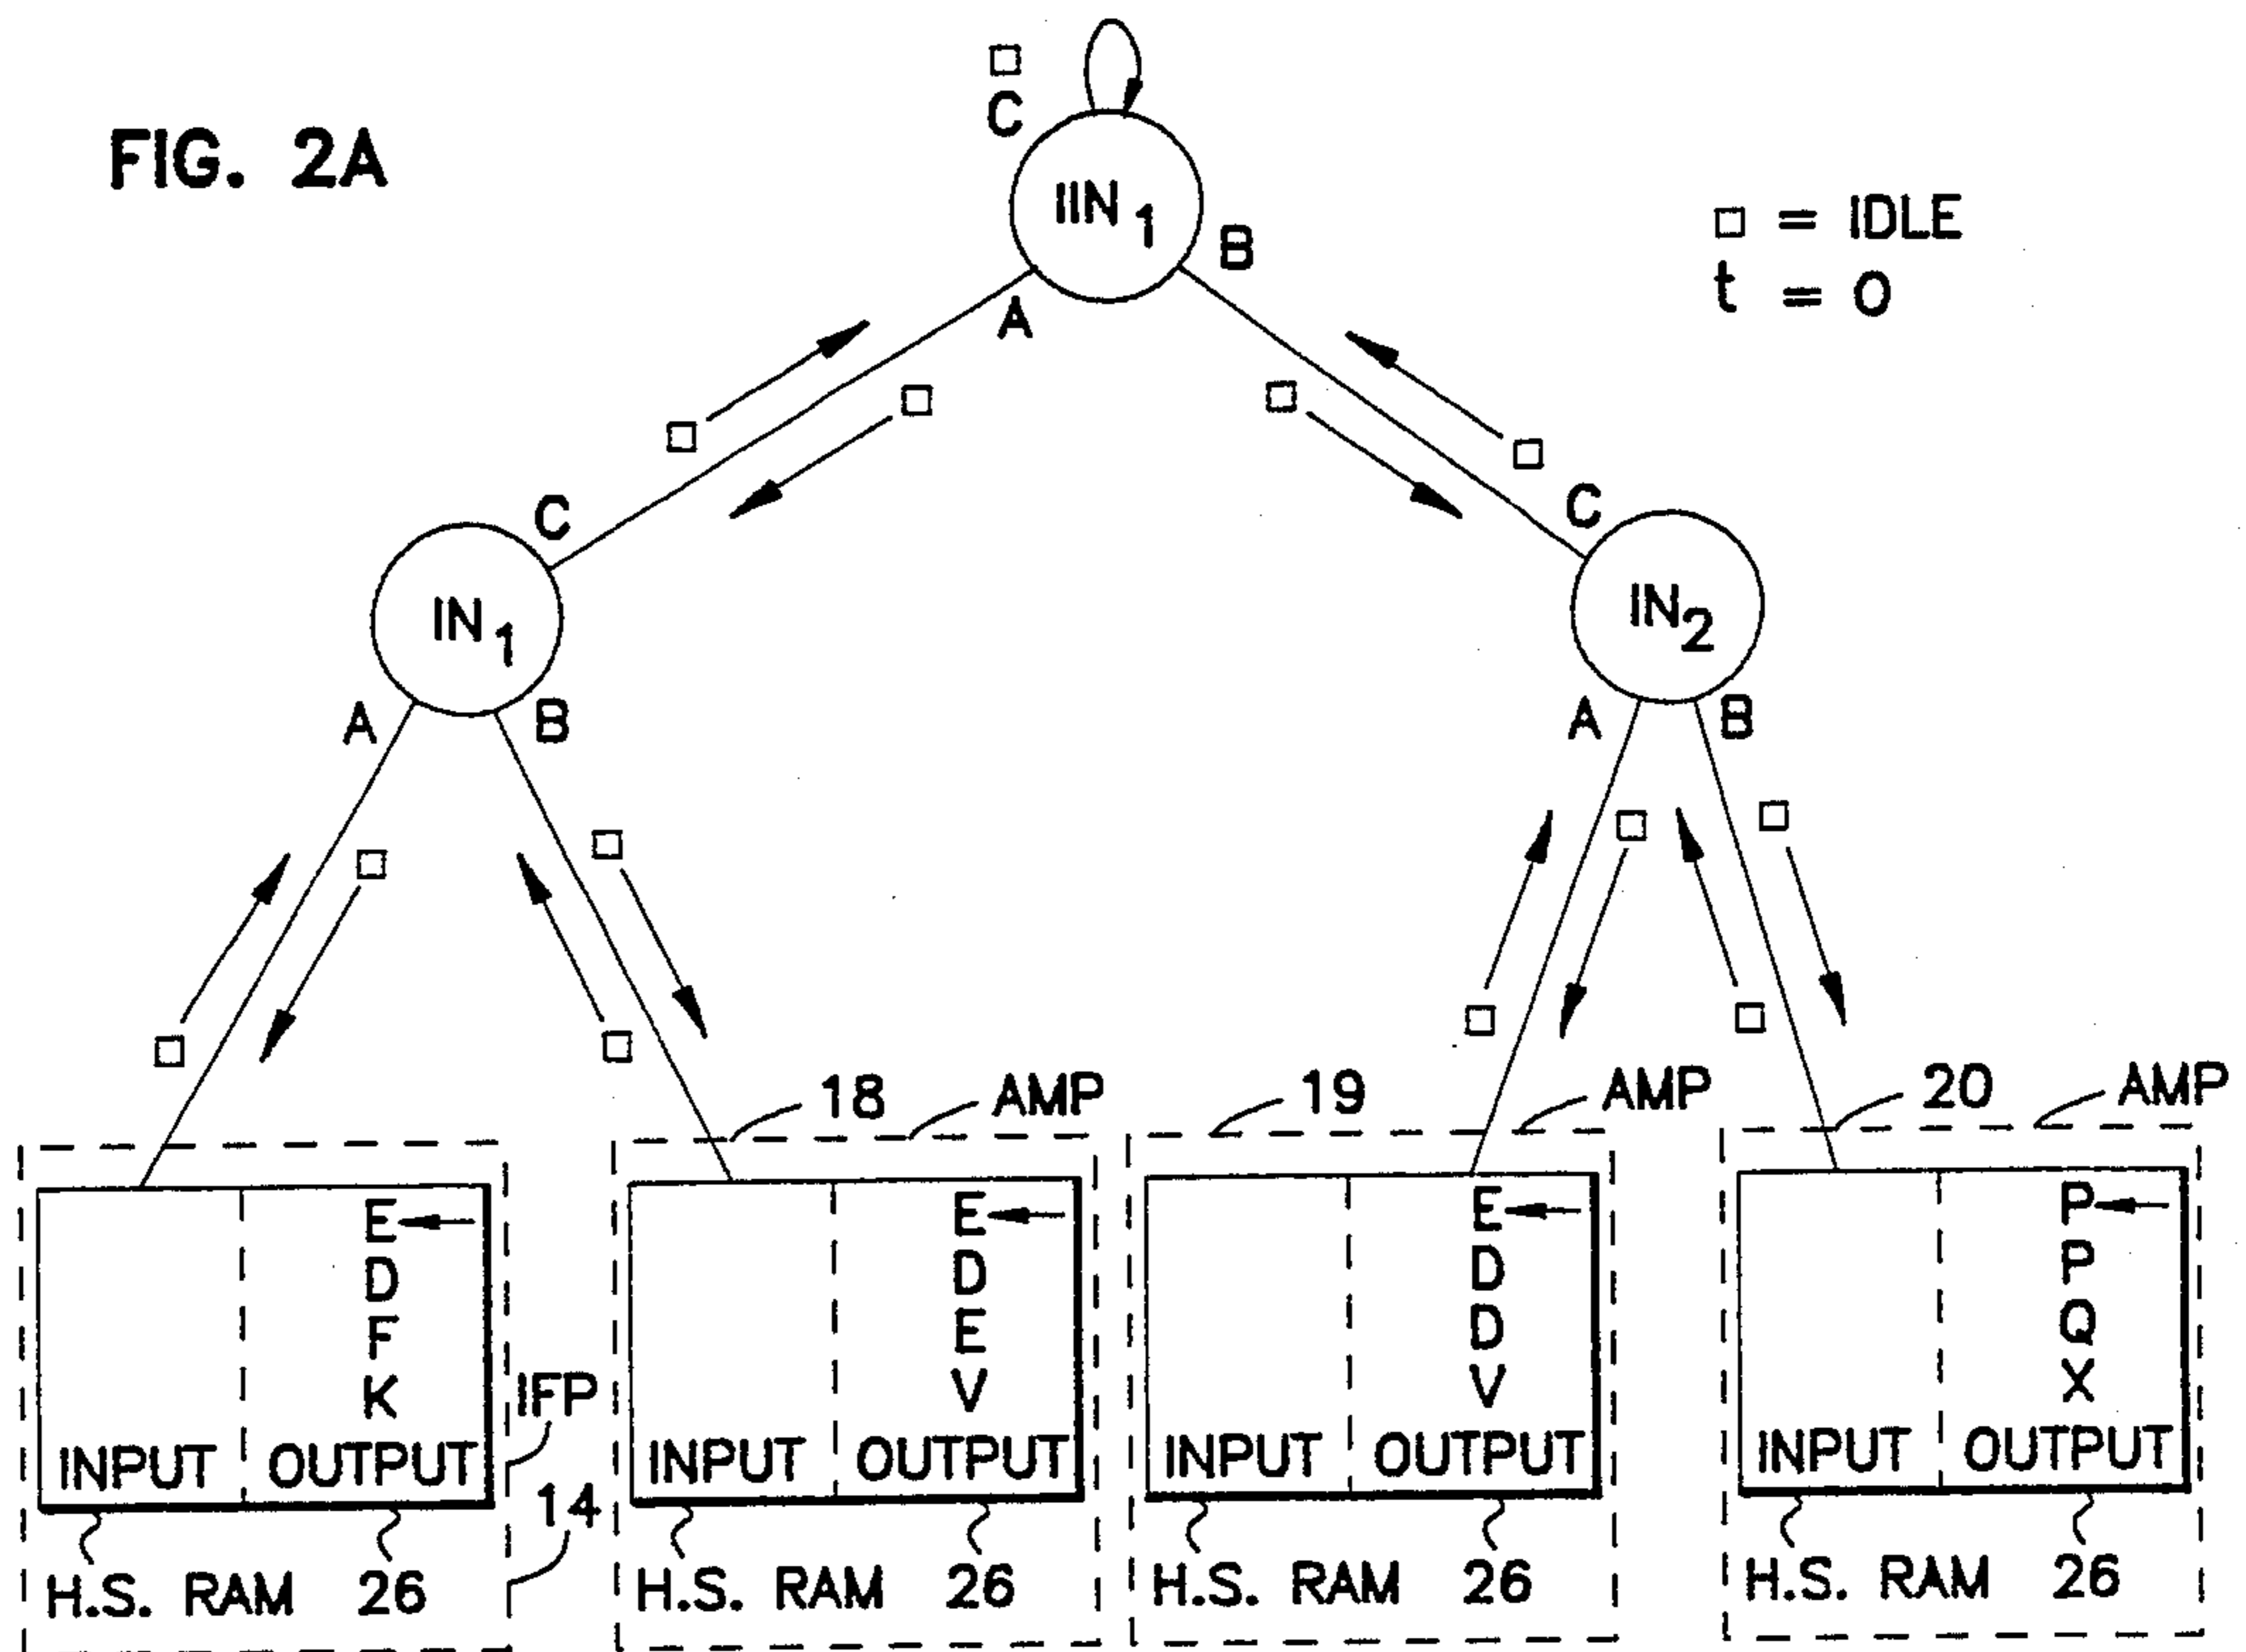 FIG. 2A
□
C
IIN1
B
A
□ = IDLE
t = 0
□
□
□
□
C
IN1
A
B
C
IN2
A
B
□
□
□
□
□
□
□
□
18
AMP
19
AMP
20
AMP
E
D
F
K
INPUT
OUTPUT
IFP
14
H.S. RAM
26
E
D
E
V
INPUT
OUTPUT
H.S. RAM
26
E
D
D
V
INPUT
OUTPUT
H.S. RAM
26
P
P
Q
X
INPUT
OUTPUT
H.S. RAM
26